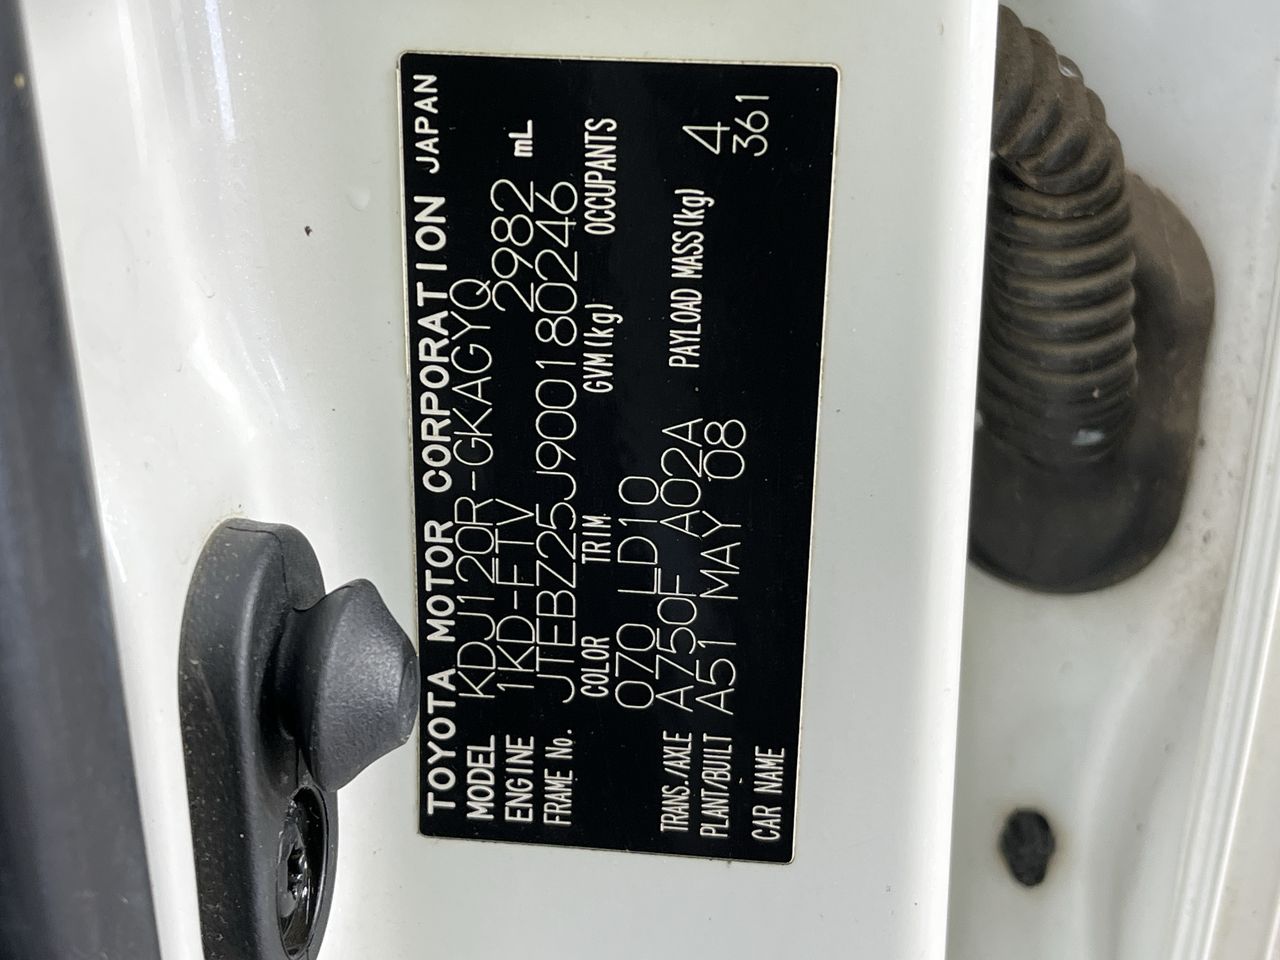 TOYOTA MOTOR CORPORATION JAPAN
MODEL KDJ120R-GKAGYQ
ENGINE 1KD-FTV 2982 mL
FRAME No. JTEBZ25J900180246
COLOR TRIM GVM(kg) OCCUPANTS
070 LD10
TRANS./AXLE A750F A02A PAYLOAD MASS(kg) 4
PLANT/BUILT A51 MAY 08 361
CAR NAME